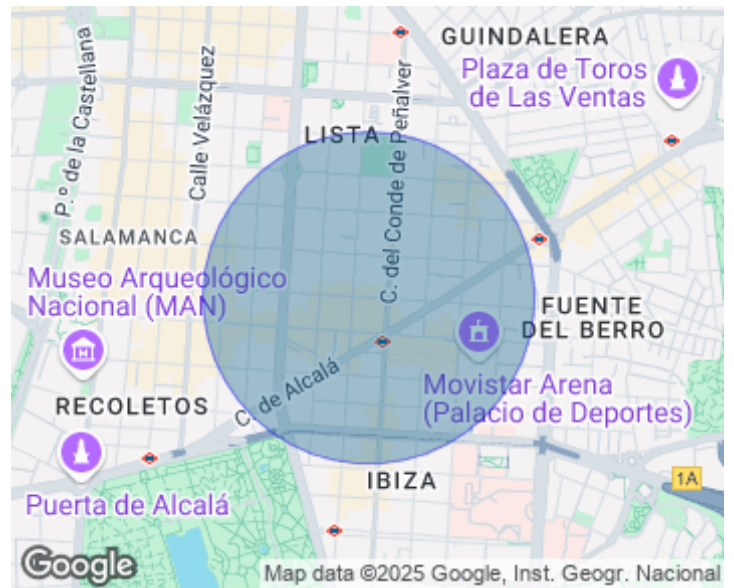 GUINDALERA
Plaza de Toros
de Las Ventas
P.º de la Castellana
Calle Velázquez
LISTA
C. del Conde de Peñalver
SALAMANCA
Museo Arqueológico
Nacional (MAN)
FUENTE
DEL BERRO
C. de Alcalá
Movistar Arena
(Palacio de Deportes)
RECOLETOS
IBIZA
1A
Puerta de Alcalá
Google
Map data ©2025 Google, Inst. Geogr. Nacional